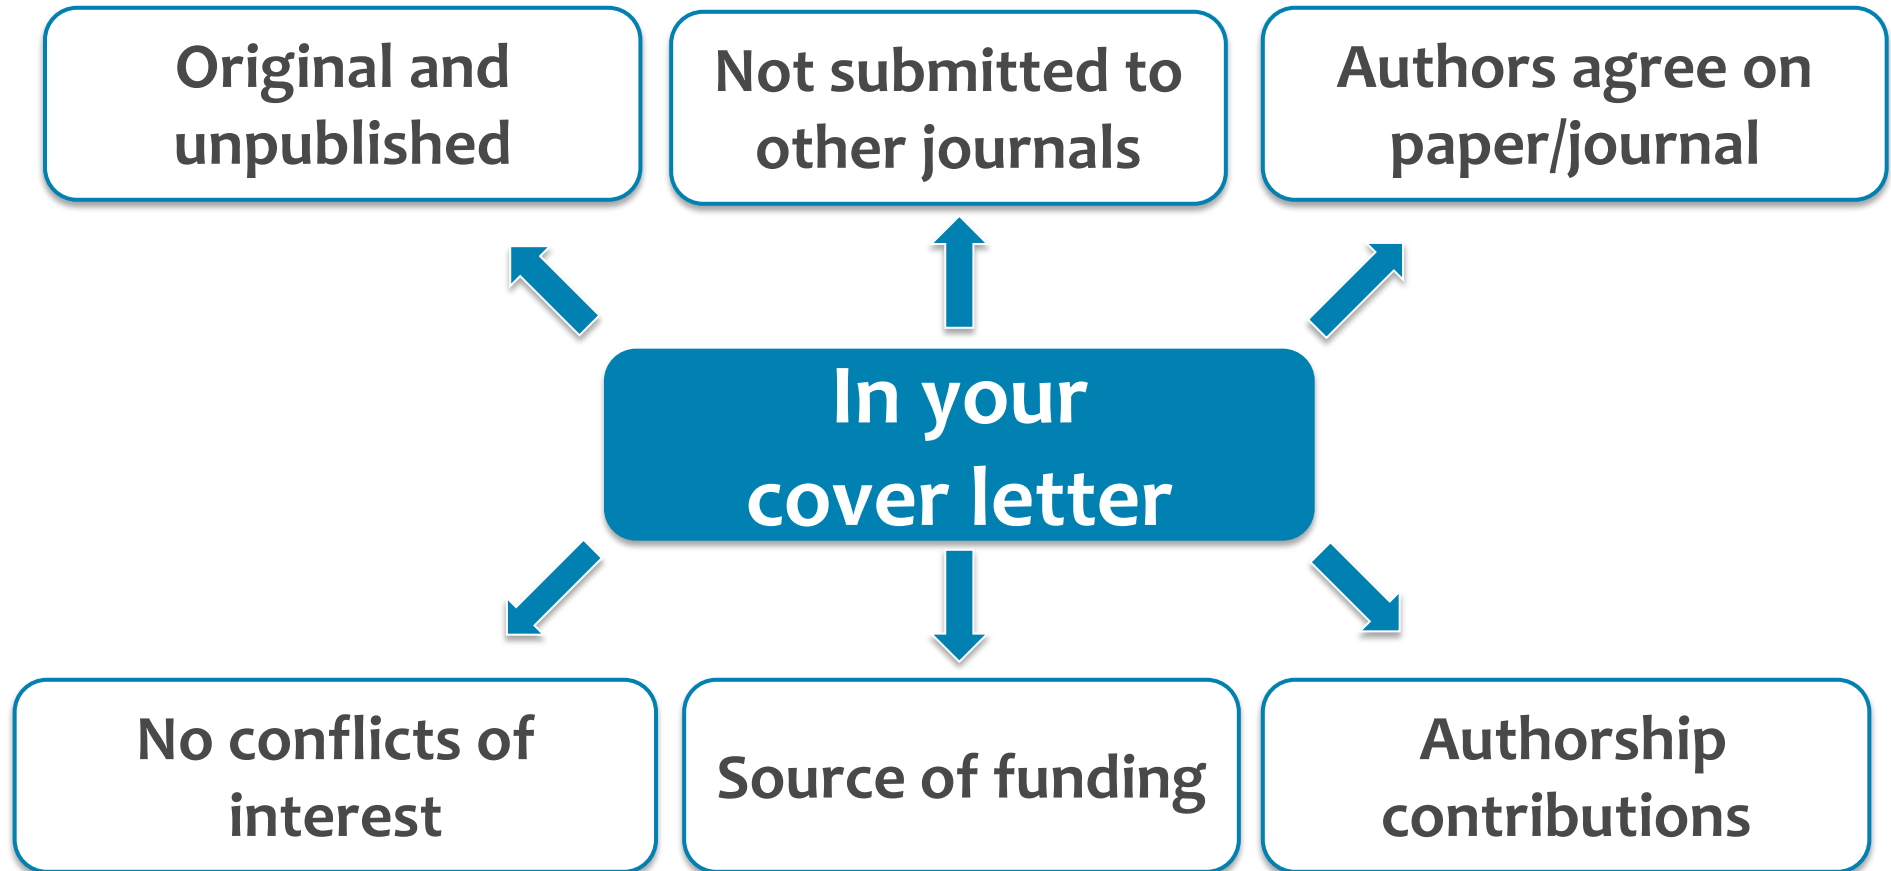 Original and
unpublished
Not submitted to
other journals
Authors agree on
paper/journal
In your
cover letter
No conflicts of
interest
Source of funding
Authorship
contributions